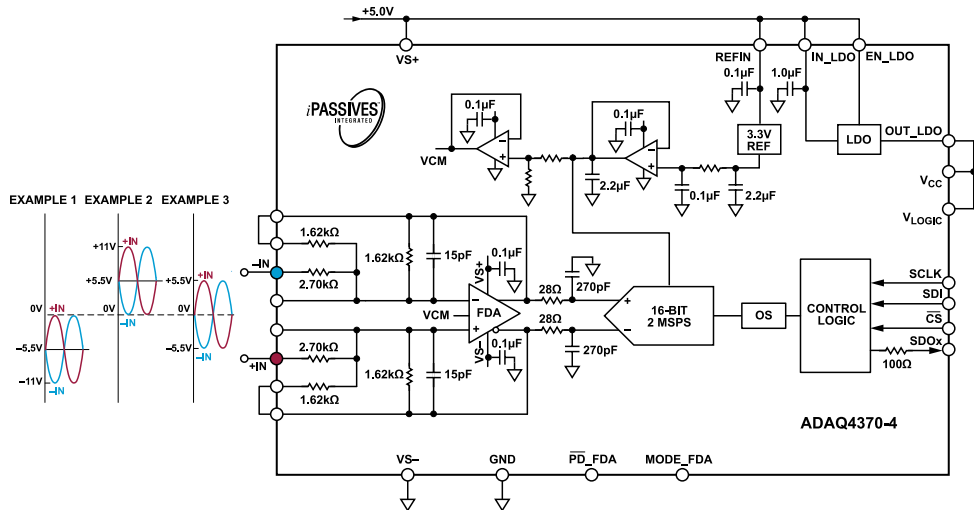 +5.0V
VS+
REFIN
IN_LDO
EN_LDO
iPASSIVES
INTEGRATED
0.1µF
1.0µF
0.1µF
0.1µF
3.3V
REF
LDO
OUT_LDO
VCM
2.2µF
0.1µF
2.2µF
VCC
VLOGIC
EXAMPLE 1
EXAMPLE 2
EXAMPLE 3
+11V
+IN
+5.5V
0V
–IN
0V
+IN
–5.5V
–11V
–IN
+5.5V
+IN
0V
–5.5V
–IN
1.62kΩ
–IN
2.70kΩ
1.62kΩ
15pF
VS+
0.1µF
28Ω
270pF
FDA
VCM
16-BIT
2 MSPS
OS
CONTROL
LOGIC
SCLK
SDI
CS
SDOx
100Ω
28Ω
270pF
2.70kΩ
+IN
1.62kΩ
1.62kΩ
15pF
VS–
0.1µF
ADAQ4370-4
VS–
GND
PD_FDA
MODE_FDA